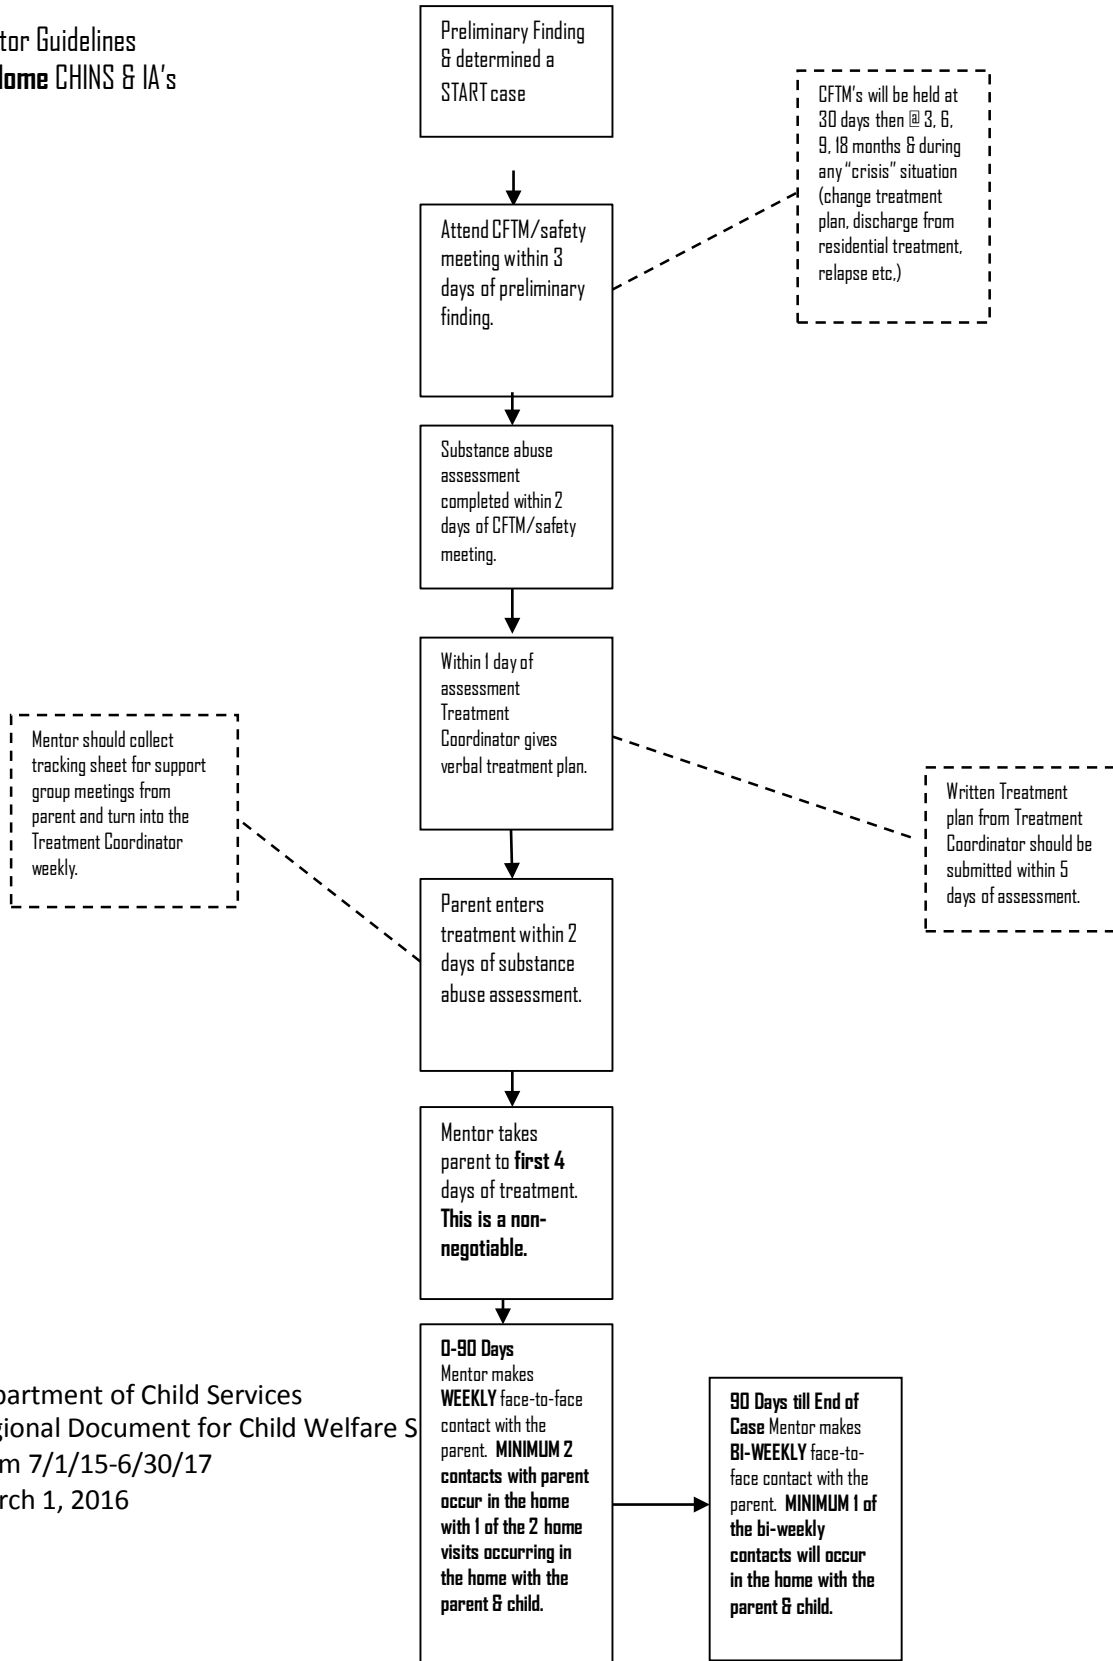 tor Guidelines
Home CHINS & IA's
Preliminary Finding
& determined a
START case
CFTM's will be held at
30 days then @ 3, 6,
9, 18 months & during
any "crisis" situation
(change treatment
plan, discharge from
residential treatment,
relapse etc,)
Attend CFTM/safety
meeting within 3
days of preliminary
finding.
Substance abuse
assessment
completed within 2
days of CFTM/safety
meeting.
Within 1 day of
assessment
Treatment
Coordinator gives
verbal treatment plan.
Mentor should collect
tracking sheet for support
group meetings from
parent and turn into the
Treatment Coordinator
weekly.
Written Treatment
plan from Treatment
Coordinator should be
submitted within 5
days of assessment.
Parent enters
treatment within 2
days of substance
abuse assessment.
Mentor takes
parent to first 4
days of treatment.
This is a non-
negotiable.
0-90 Days
Mentor makes
WEEKLY face-to-face
contact with the
parent. MINIMUM 2
contacts with parent
occur in the home
with 1 of the 2 home
visits occurring in
the home with the
parent & child.
90 Days till End of
Case Mentor makes
BI-WEEKLY face-to-
face contact with the
parent. MINIMUM 1 of
the bi-weekly
contacts will occur
in the home with the
parent & child.
partment of Child Services
gional Document for Child Welfare S
m 7/1/15-6/30/17
rch 1, 2016